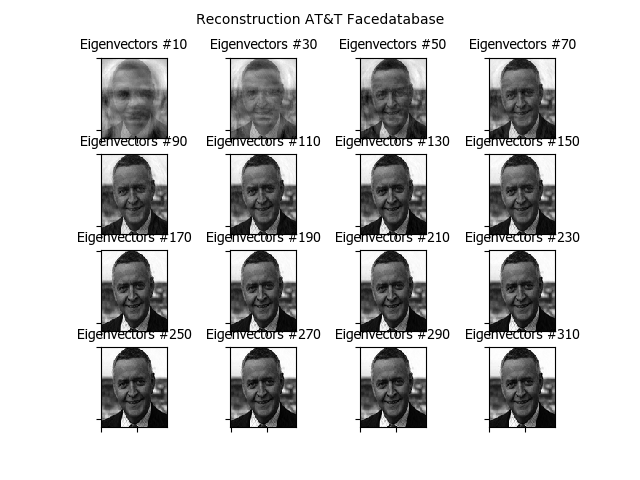 Reconstruction AT&T Facedatabase
Eigenvectors #10 Eigenvectors #30 Eigenvectors #50 Eigenvectors #70
Eigenvectors #90 Eigenvectors #110 Eigenvectors #130 Eigenvectors #150
Eigenvectors #170 Eigenvectors #190 Eigenvectors #210 Eigenvectors #230
Eigenvectors #250 Eigenvectors #270 Eigenvectors #290 Eigenvectors #310